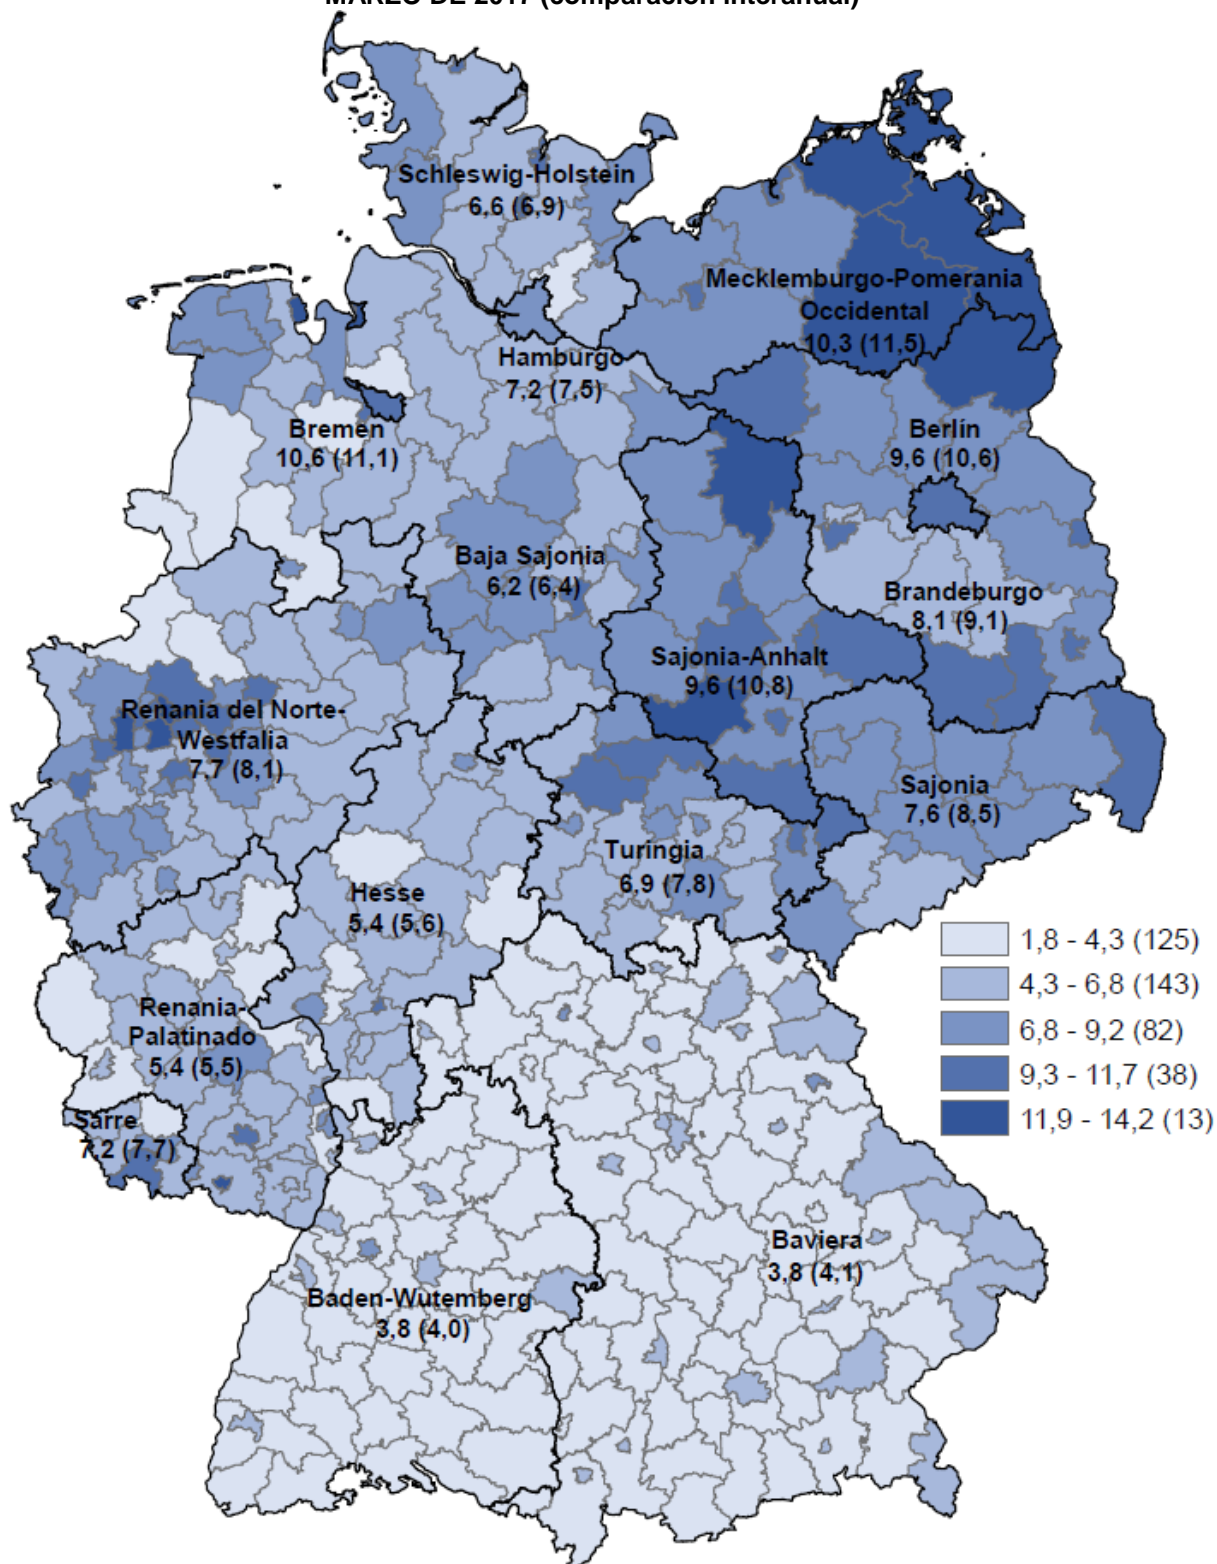 MARZO DE 2017 (comparación interanual)
Schleswig-Holstein
6,6 (6,9)
Mecklemburgo-Pomerania
Occidental
10,3 (11,5)
Hamburgo
7,2 (7,5)
Bremen
10,6 (11,1)
Berlín
9,6 (10,6)
Baja Sajonia
6,2 (6,4)
Brandeburgo
8,1 (9,1)
Sajonia-Anhalt
9,6 (10,8)
Renania del Norte-
Westfalia
7,7 (8,1)
Sajonia
7,6 (8,5)
Turingia
6,9 (7,8)
Hesse
5,4 (5,6)
1,8 - 4,3 (125)
4,3 - 6,8 (143)
6,8 - 9,2 (82)
9,3 - 11,7 (38)
11,9 - 14,2 (13)
Renania-
Palatinado
5,4 (5,5)
Sarre
7,2 (7,7)
Baviera
3,8 (4,1)
Baden-Wutemberg
3,8 (4,0)